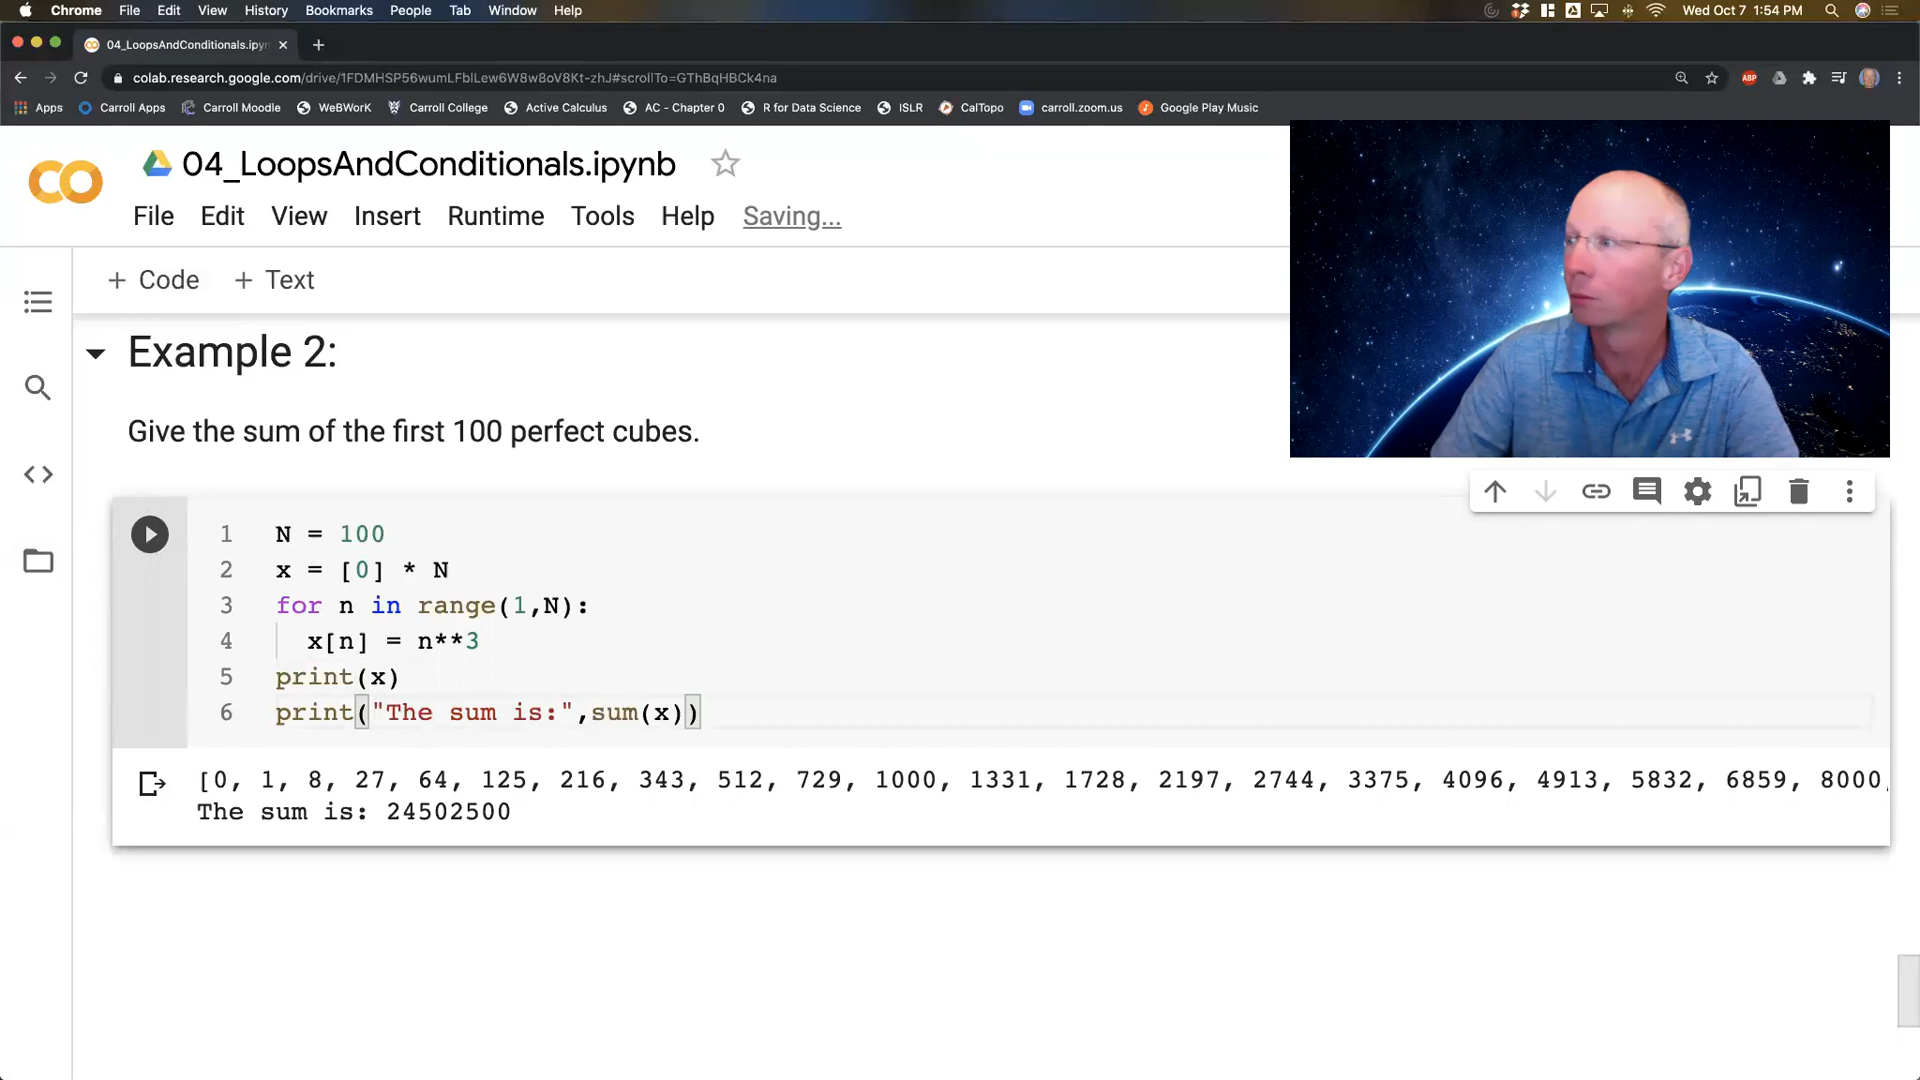 Chrome File Edit View History Bookmarks People Tab Window Help Wed Oct 7 1:54 PM
04_LoopsAndConditionals.ipyn
colab.research.google.com/drive/1FDMHSP56wumLFblLew6W8w8oV8Kt-zhJ#scrollTo=GThBqHBCk4na
ABP
Apps Carroll Apps Carroll Moodle WeBWorK Carroll College Active Calculus AC - Chapter 0 R for Data Science ISLR CalTopo carroll.zoom.us Google Play Music
04_LoopsAndConditionals.ipynb
File Edit View Insert Runtime Tools Help Saving...
+ Code + Text
Example 2:
Give the sum of the first 100 perfect cubes.
1 N = 100
2 x = [0] * N
3 for n in range(1,N):
4 x[n] = n**3
5 print(x)
6 print("The sum is:",sum(x))
[0, 1, 8, 27, 64, 125, 216, 343, 512, 729, 1000, 1331, 1728, 2197, 2744, 3375, 4096, 4913, 5832, 6859, 8000,
The sum is: 24502500